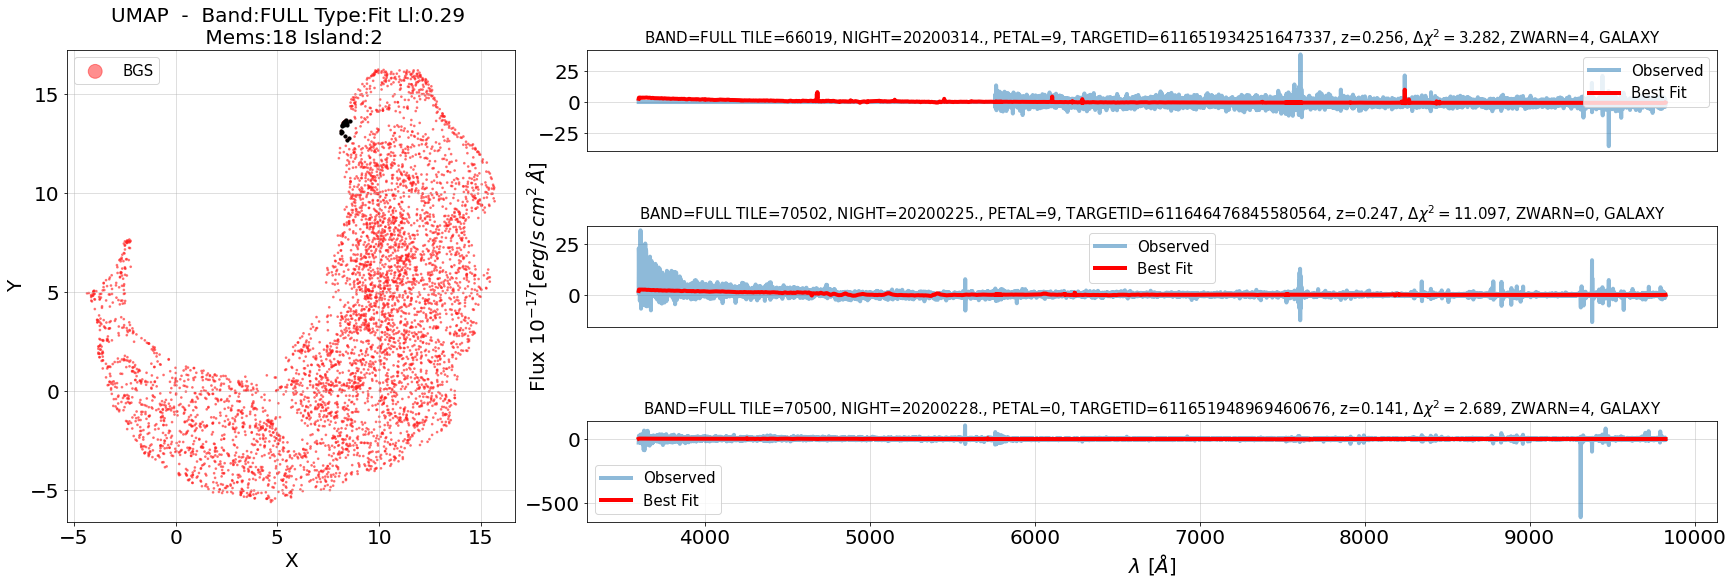 UMAP - Band:FULL Type:Fit Ll:0.29
Mems:18 Island:2
BGS
15
10
5
0
−5
Y
−5 0 5 10 15
X
Flux 10⁻¹⁷[erg/s cm² Å]
BAND=FULL TILE=66019, NIGHT=20200314., PETAL=9, TARGETID=611651934251647337, z=0.256, Δχ² = 3.282, ZWARN=4, GALAXY
25
0
−25
Observed
Best Fit
BAND=FULL TILE=70502, NIGHT=20200225., PETAL=9, TARGETID=611646476845580564, z=0.247, Δχ² = 11.097, ZWARN=0, GALAXY
25
0
Observed
Best Fit
BAND=FULL TILE=70500, NIGHT=20200228., PETAL=0, TARGETID=611651948969460676, z=0.141, Δχ² = 2.689, ZWARN=4, GALAXY
0
−500
Observed
Best Fit
4000 5000 6000 7000 8000 9000 10000
λ [Å]